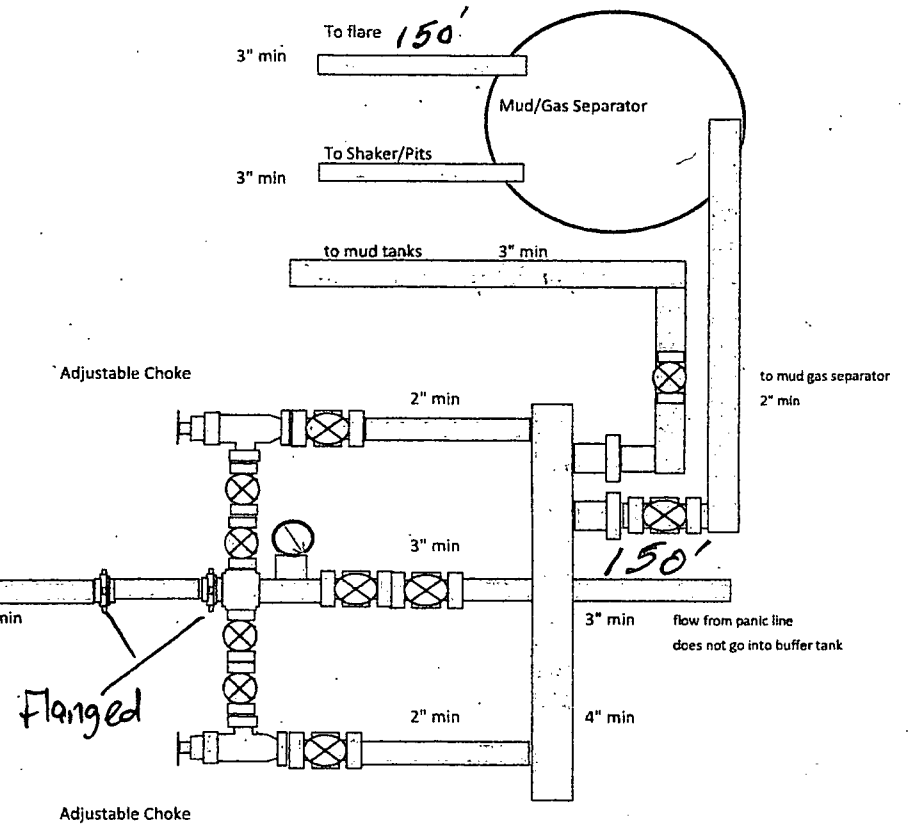 To flare 150'
3" min
Mud/Gas Separator
To Shaker/Pits
3" min
to mud tanks 3" min
Adjustable Choke
to mud gas separator
2" min
2" min
3" min
150'
min
3" min
flow from panic line
does not go into buffer tank
Flanged
2" min
4" min
Adjustable Choke